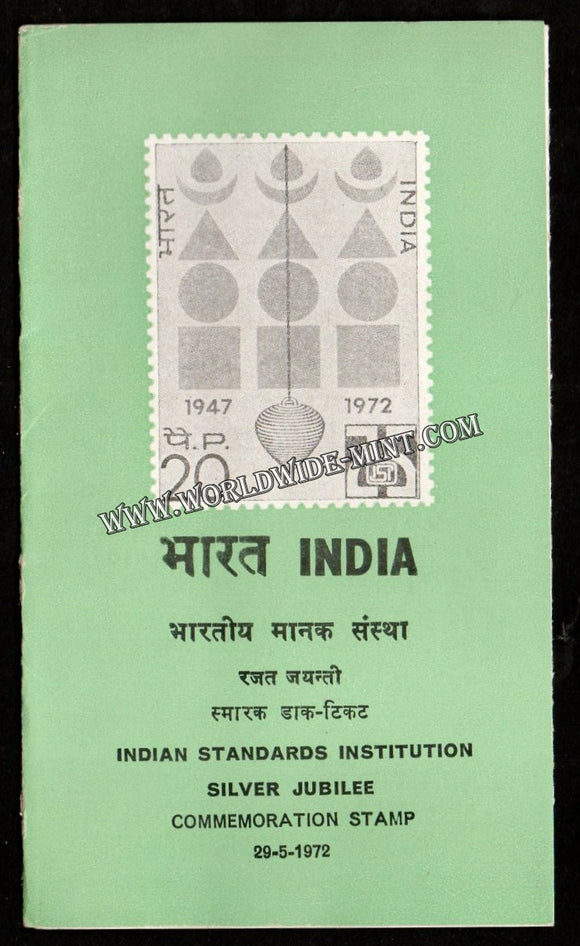 भारत
INDIA
1947 1972
पै.P.
20
ISI
WWW.WORLDWIDE-MINT.COM
भारत INDIA
भारतीय मानक संस्था
रजत जयन्ती
स्मारक डाक-टिकट
INDIAN STANDARDS INSTITUTION
SILVER JUBILEE
COMMEMORATION STAMP
29-5-1972